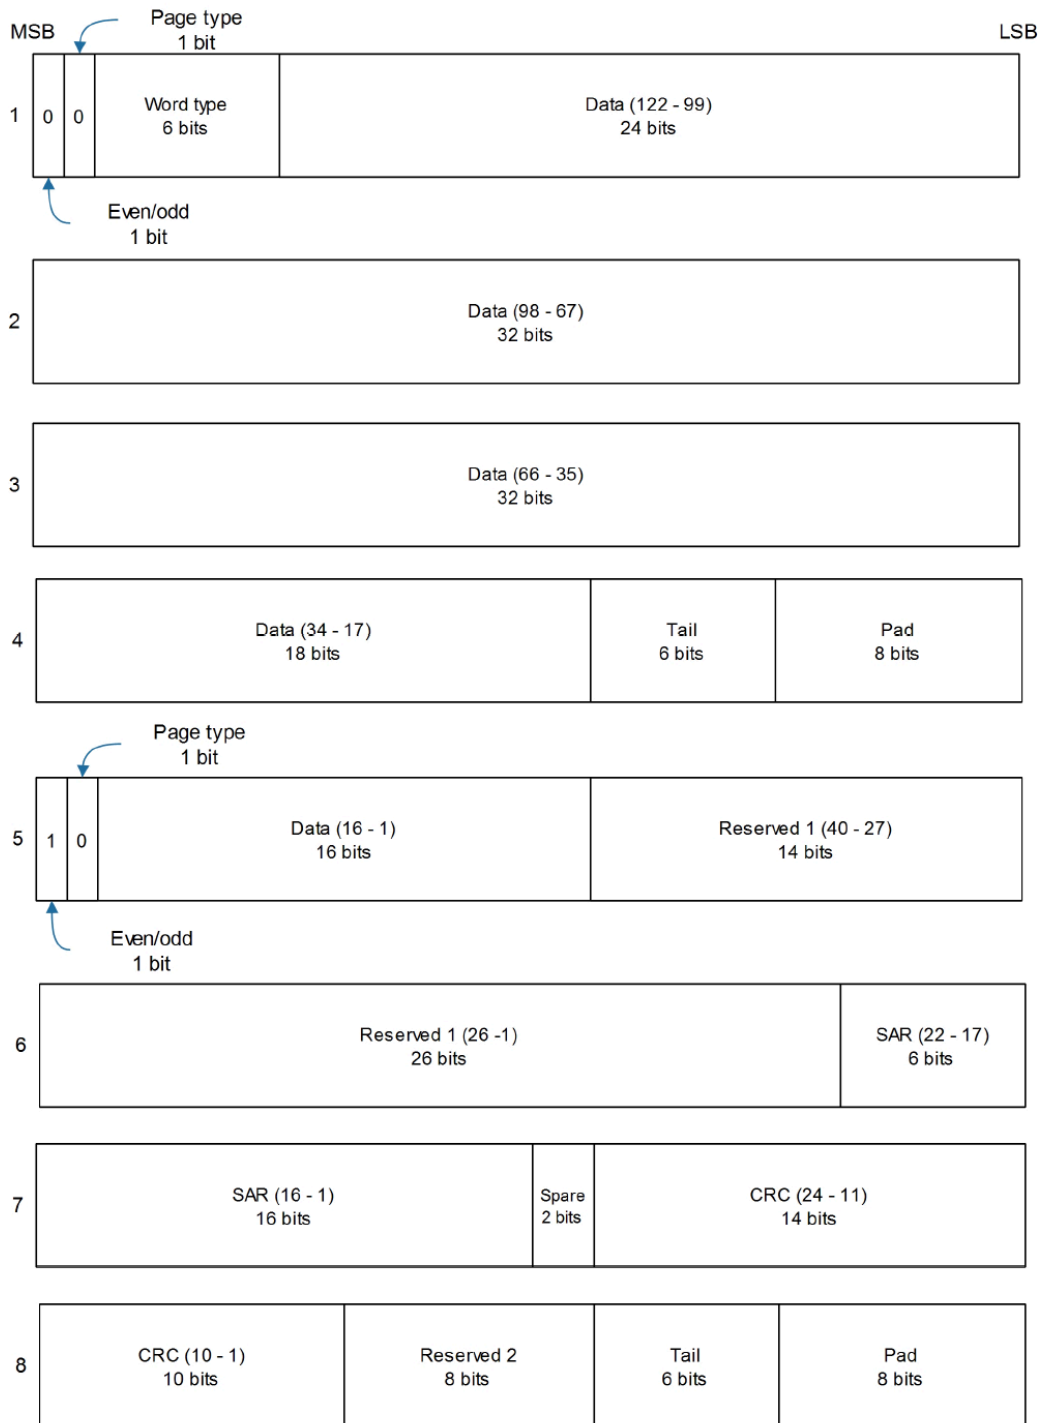 Page type
1 bit
MSB
LSB
1
0
0
Word type
6 bits
Data (122 - 99)
24 bits
Even/odd
1 bit
2
Data (98 - 67)
32 bits
3
Data (66 - 35)
32 bits
4
Data (34 - 17)
18 bits
Tail
6 bits
Pad
8 bits
Page type
1 bit
5
1
0
Data (16 - 1)
16 bits
Reserved 1 (40 - 27)
14 bits
Even/odd
1 bit
6
Reserved 1 (26 -1)
26 bits
SAR (22 - 17)
6 bits
7
SAR (16 - 1)
16 bits
Spare
2 bits
CRC (24 - 11)
14 bits
8
CRC (10 - 1)
10 bits
Reserved 2
8 bits
Tail
6 bits
Pad
8 bits